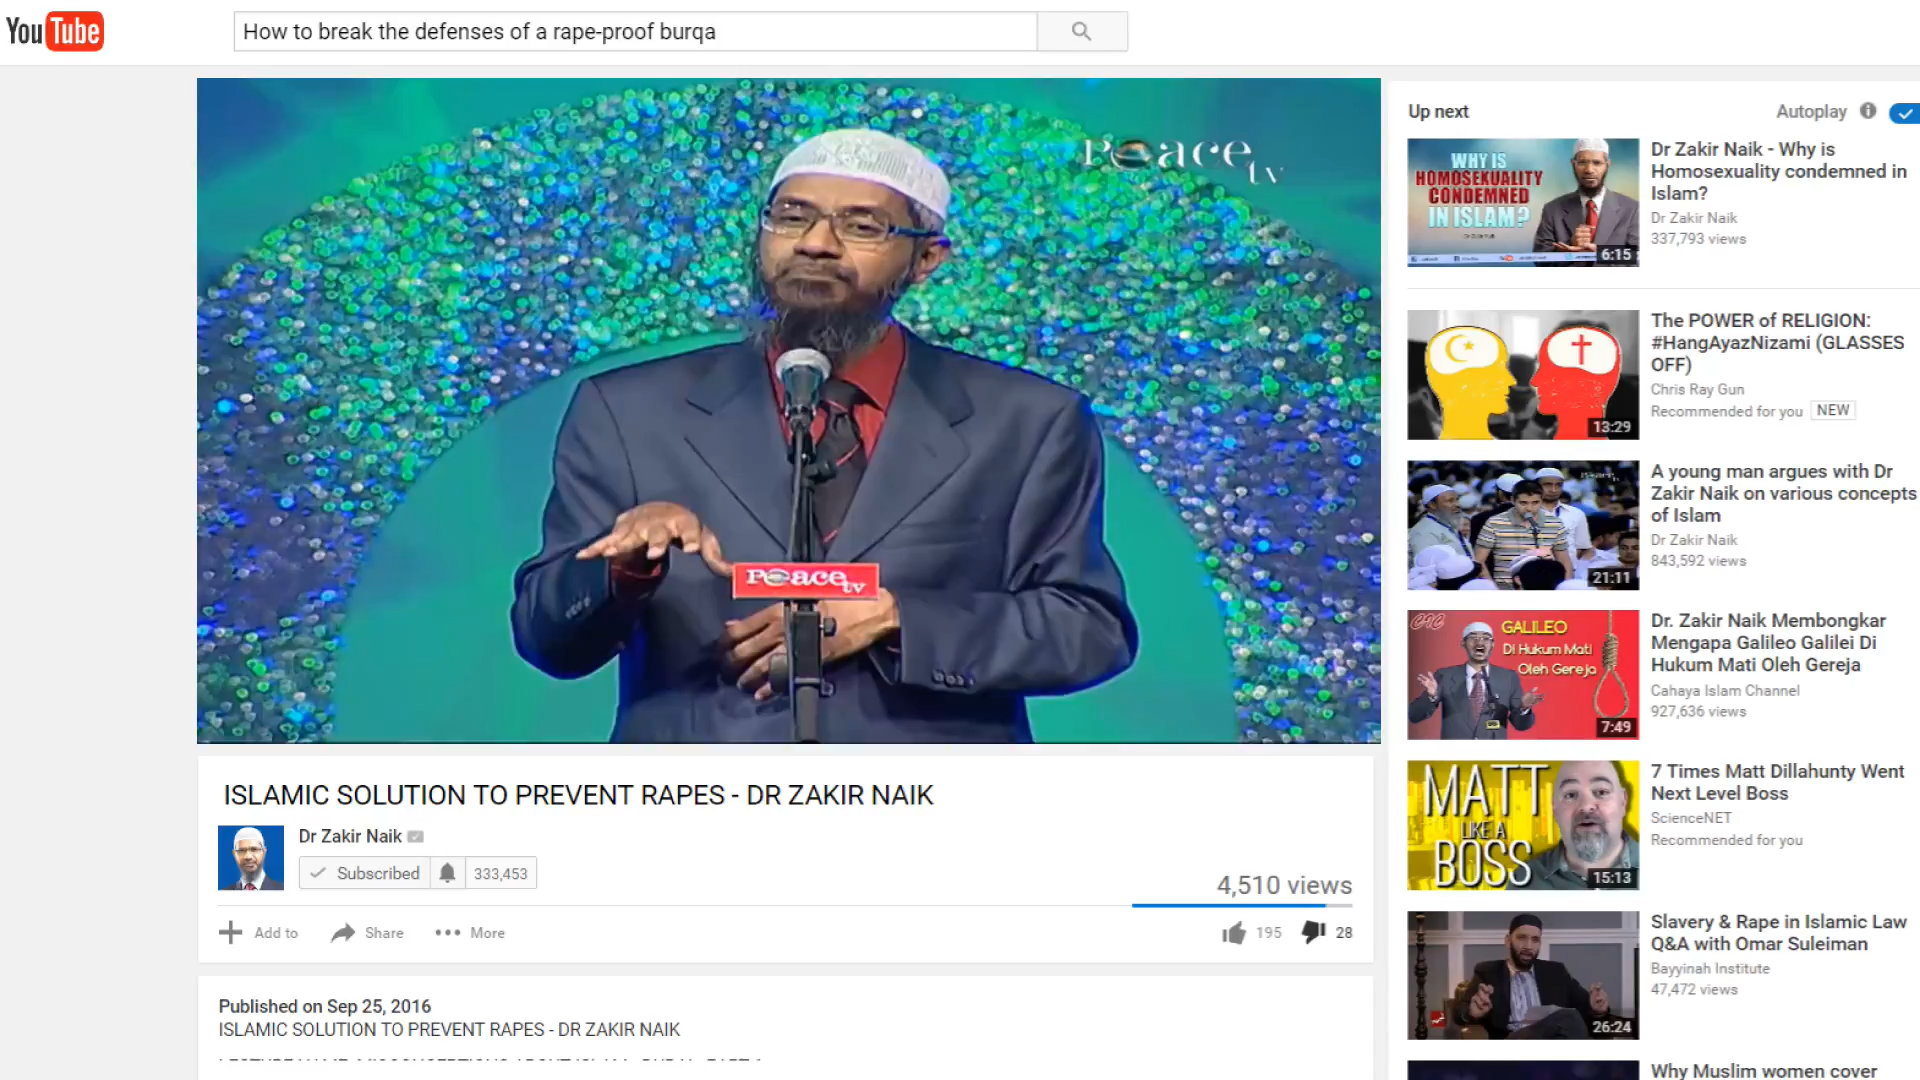 YouTube
How to break the defenses of a rape-proof burqa
Peace tv
Peace tv
ISLAMIC SOLUTION TO PREVENT RAPES - DR ZAKIR NAIK
Dr Zakir Naik
Subscribed
333,453
4,510 views
Add to
Share
More
195
28
Published on Sep 25, 2016
ISLAMIC SOLUTION TO PREVENT RAPES - DR ZAKIR NAIK
Up next
Autoplay
WHY IS
HOMOSEXUALITY
CONDEMNED
IN ISLAM?
6:15
Dr Zakir Naik - Why is
Homosexuality condemned in
Islam?
Dr Zakir Naik
337,793 views
13:29
The POWER of RELIGION:
#HangAyazNizami (GLASSES
OFF)
Chris Ray Gun
Recommended for you
NEW
21:11
A young man argues with Dr
Zakir Naik on various concepts
of Islam
Dr Zakir Naik
843,592 views
CIC
GALILEO
Di Hukum Mati
Oleh Gereja
7:49
Dr. Zakir Naik Membongkar
Mengapa Galileo Galilei Di
Hukum Mati Oleh Gereja
Cahaya Islam Channel
927,636 views
MATT
LIKE A
BOSS
15:13
7 Times Matt Dillahunty Went
Next Level Boss
ScienceNET
Recommended for you
26:24
Slavery & Rape in Islamic Law
Q&A with Omar Suleiman
Bayyinah Institute
47,472 views
Why Muslim women cover